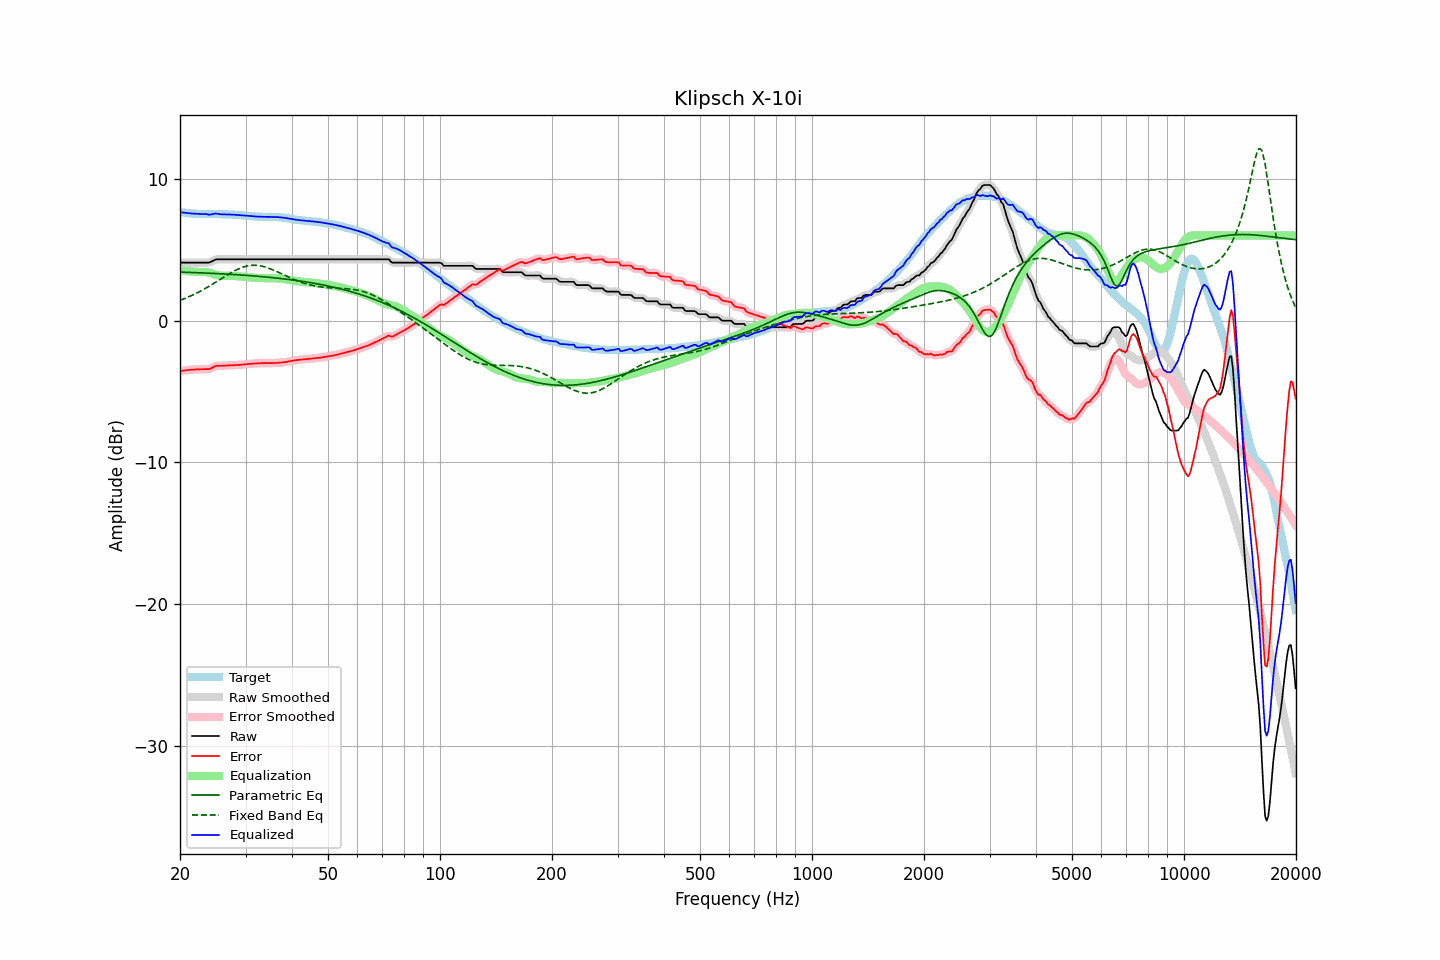 Klipsch X-10i
Amplitude (dBr)
10
0
−10
−20
−30
Target
Raw Smoothed
Error Smoothed
Raw
Error
Equalization
Parametric Eq
Fixed Band Eq
Equalized
20 50 100 200 500 1000 2000 5000 10000 20000
Frequency (Hz)